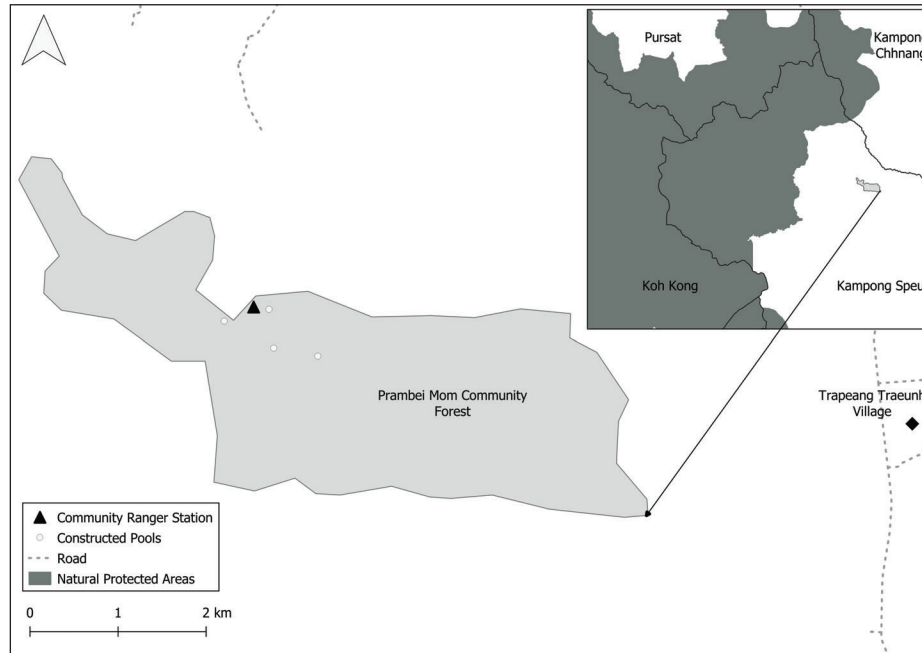 Pursat
Kampong
Chhnang
Koh Kong
Kampong Speu
Prambei Mom Community
Forest
Trapeang Traeunh
Village
Community Ranger Station
Constructed Pools
Road
Natural Protected Areas
0 1 2 km